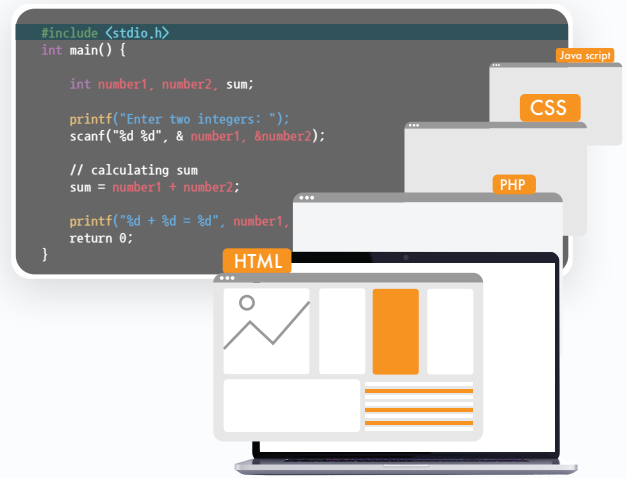 #include <stdio.h>
int main() {
int number1, number2, sum;
printf("Enter two integers: ");
scanf("%d %d", & number1, &number2);
// calculating sum
sum = number1 + number2;
printf("%d + %d = %d", number1,
return 0;
}
Java script
CSS
PHP
HTML